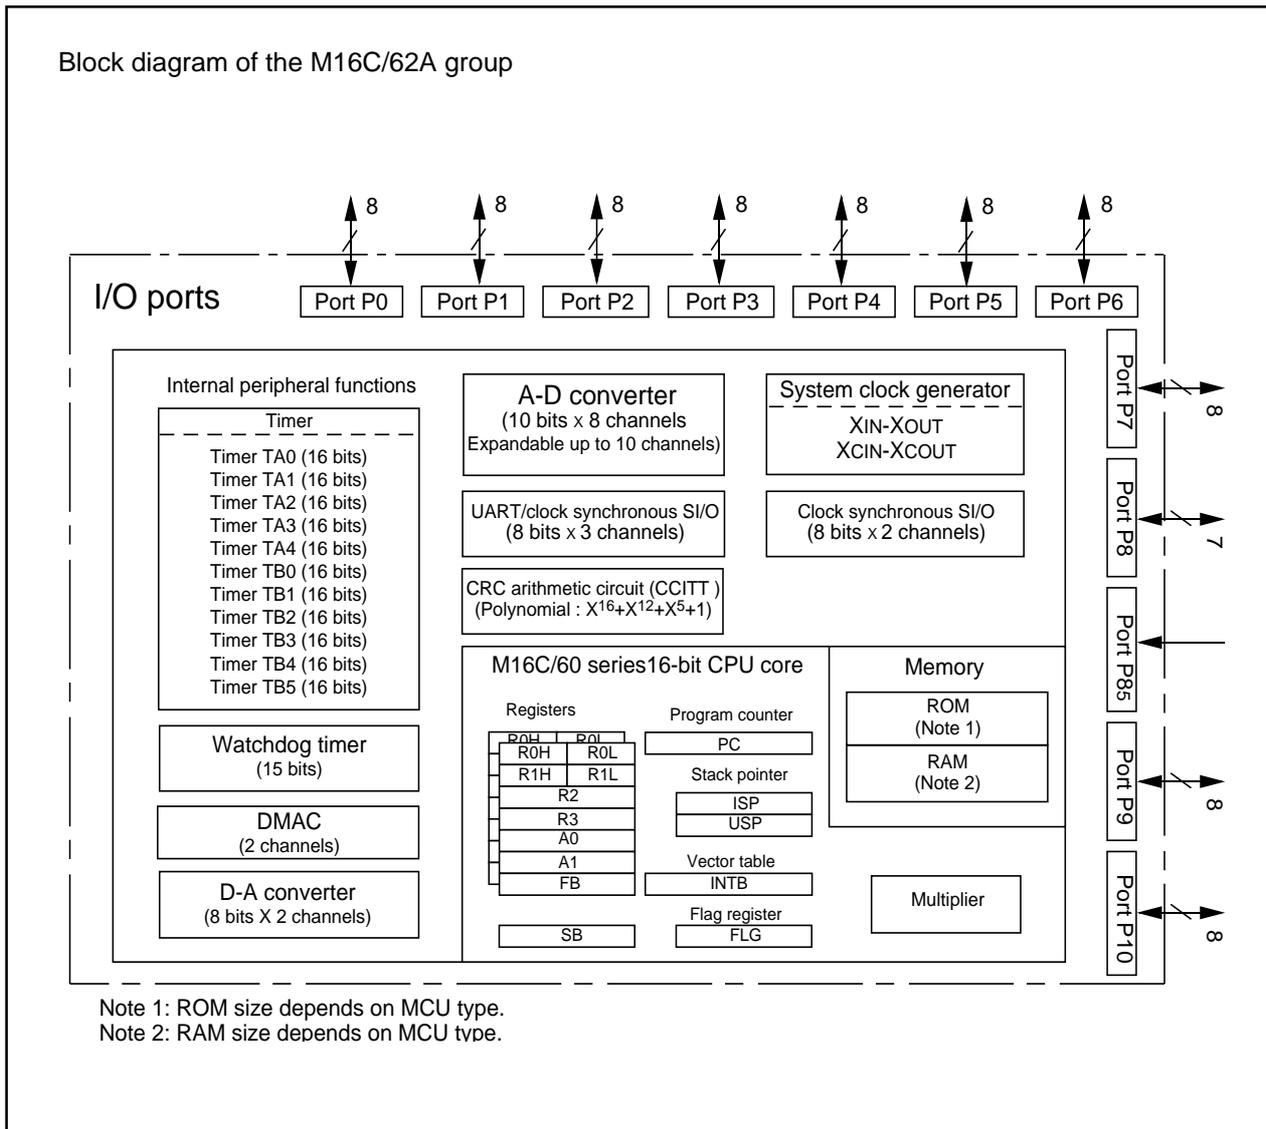 Block diagram of the M16C/62A group
8
8
8
8
8
8
8
I/O ports
Port P0
Port P1
Port P2
Port P3
Port P4
Port P5
Port P6
Internal peripheral functions
Timer
Timer TA0 (16 bits)
Timer TA1 (16 bits)
Timer TA2 (16 bits)
Timer TA3 (16 bits)
Timer TA4 (16 bits)
Timer TB0 (16 bits)
Timer TB1 (16 bits)
Timer TB2 (16 bits)
Timer TB3 (16 bits)
Timer TB4 (16 bits)
Timer TB5 (16 bits)
Watchdog timer
(15 bits)
DMAC
(2 channels)
D-A converter
(8 bits X 2 channels)
A-D converter
(10 bits x 8 channels
Expandable up to 10 channels)
UART/clock synchronous SI/O
(8 bits x 3 channels)
CRC arithmetic circuit (CCITT )
(Polynomial : X16+X12+X5+1)
System clock generator
XIN-XOUT
XCIN-XCOUT
Clock synchronous SI/O
(8 bits x 2 channels)
M16C/60 series16-bit CPU core
Registers
R0H R0L
R0H R0L
R1H R1L
R2
R3
A0
A1
FB
SB
Program counter
PC
Stack pointer
ISP
USP
Vector table
INTB
Flag register
FLG
Memory
ROM
(Note 1)
RAM
(Note 2)
Multiplier
Port P7
8
Port P8
7
Port P85
Port P9
8
Port P10
8
Note 1: ROM size depends on MCU type.
Note 2: RAM size depends on MCU type.